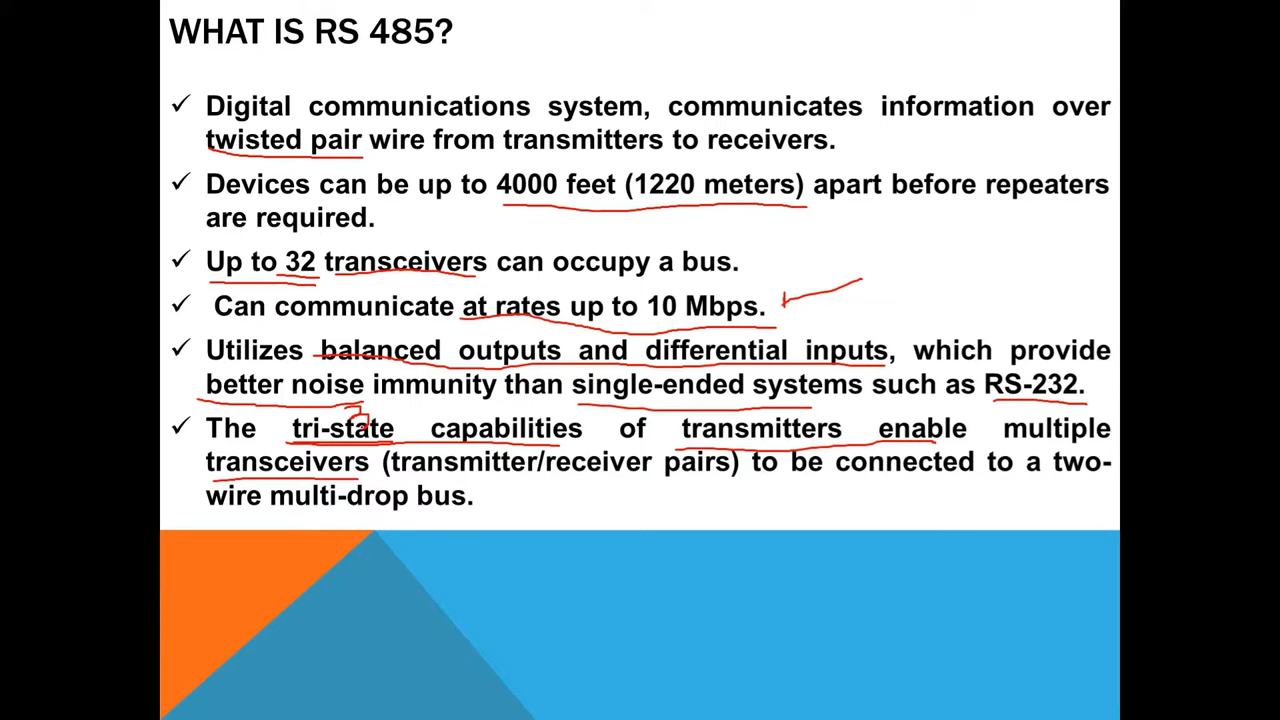 WHAT IS RS 485?
✓ Digital communications system, communicates information over
twisted pair wire from transmitters to receivers.
✓ Devices can be up to 4000 feet (1220 meters) apart before repeaters
are required.
✓ Up to 32 transceivers can occupy a bus.
✓ Can communicate at rates up to 10 Mbps.
✓ Utilizes balanced outputs and differential inputs, which provide
better noise immunity than single-ended systems such as RS-232.
✓ The tri-state capabilities of transmitters enable multiple
transceivers (transmitter/receiver pairs) to be connected to a two-
wire multi-drop bus.